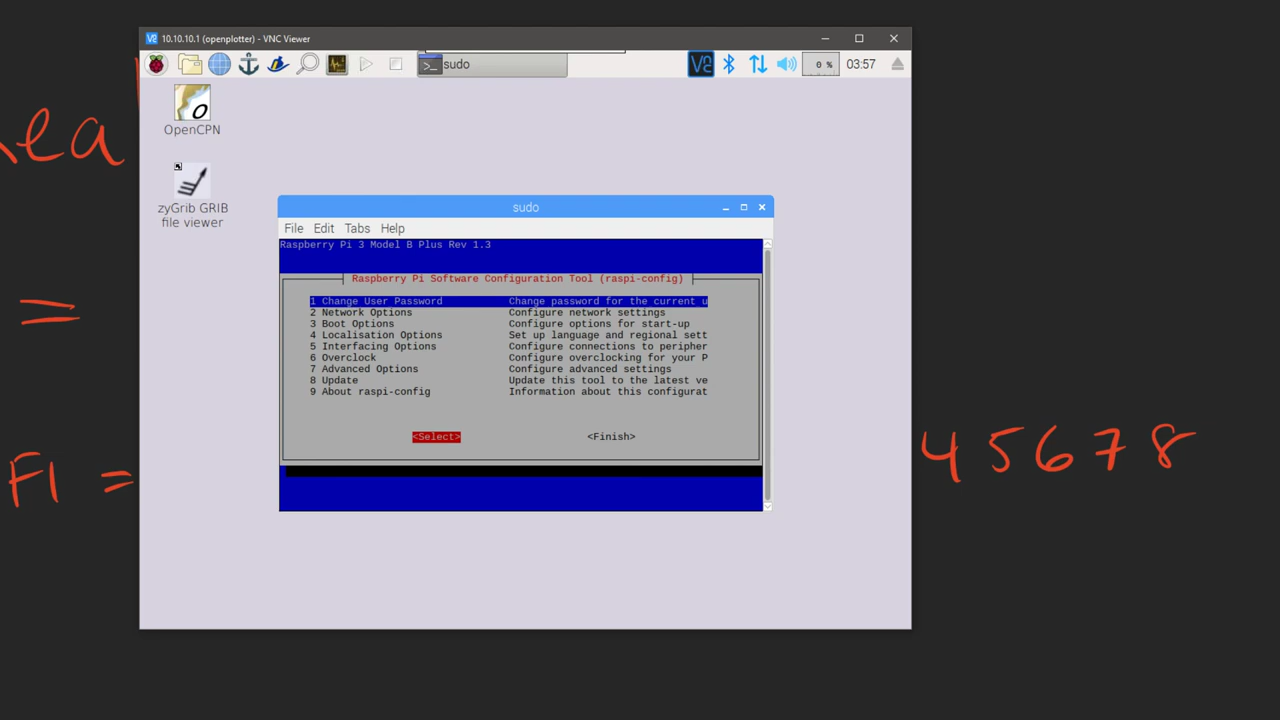 10.10.10.1 (openplotter) - VNC Viewer
sudo
0 %
03:57
OpenCPN
zyGrib GRIB
file viewer
sudo
File Edit Tabs Help
Raspberry Pi 3 Model B Plus Rev 1.3
Raspberry Pi Software Configuration Tool (raspi-config)
1 Change User Password Change password for the current u
2 Network Options Configure network settings
3 Boot Options Configure options for start-up
4 Localisation Options Set up language and regional sett
5 Interfacing Options Configure connections to peripher
6 Overclock Configure overclocking for your P
7 Advanced Options Configure advanced settings
8 Update Update this tool to the latest ve
9 About raspi-config Information about this configurat
<Select> <Finish>
=
FI = 45678